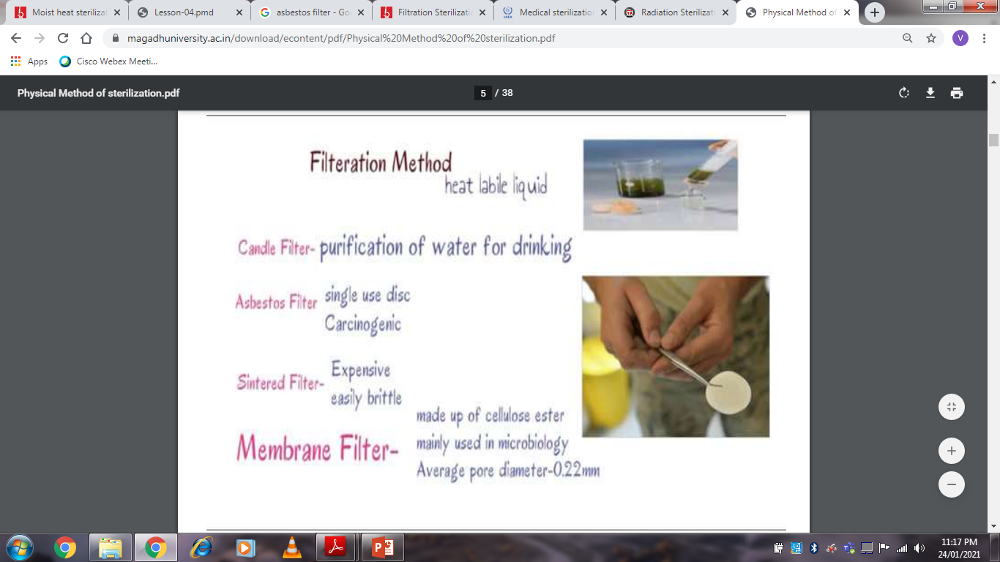 Moist heat sterilizat
Lesson-04.pmd
asbestos filter - Goo
Filtration Sterilizatio
Medical sterilization
Radiation Sterilizati
Physical Method of
magadhuniversity.ac.in/download/econtent/pdf/Physical%20Method%20of%20sterilization.pdf
V
Apps
Cisco Webex Meeti...
Physical Method of sterilization.pdf
5 / 38
Filteration Method
heat labile liquid
Candle Filter- purification of water for drinking
Asbestos Filter single use disc
Carcinogenic
Sintered Filter- Expensive
easily brittle
Membrane Filter- made up of cellulose ester
mainly used in microbiology
Average pore diameter-0.22mm
11:17 PM
24/01/2021